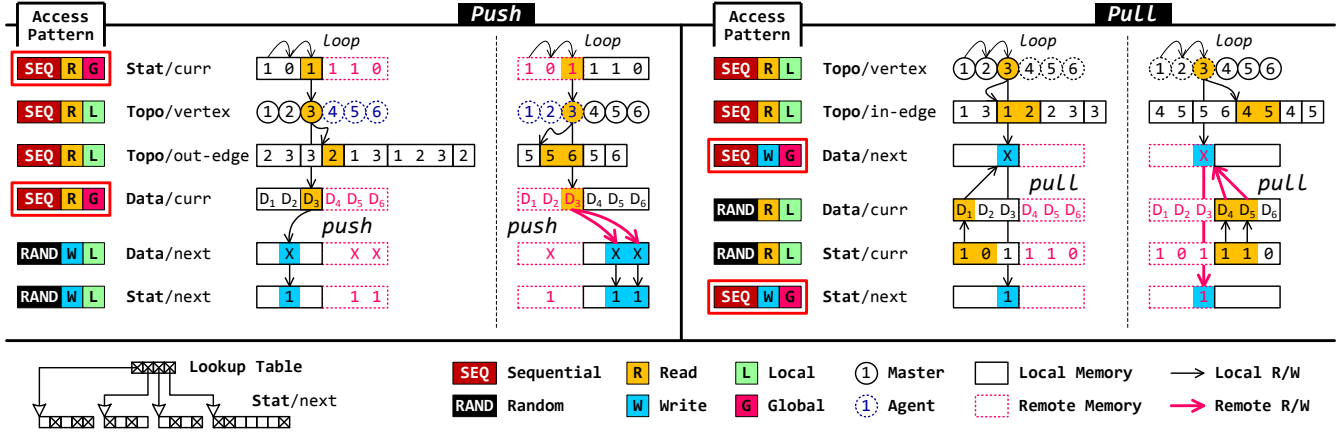 Access Pattern
Push
Loop
Loop
SEQ R G Stat/curr 1 0 1 1 1 0 1 0 1 1 1 0
SEQ R L Topo/vertex 1 2 3 4 5 6 1 2 3 4 5 6
SEQ R L Topo/out-edge 2 3 3 2 1 3 1 2 3 2 5 5 6 5 6
SEQ R G Data/curr D1 D2 D3 D4 D5 D6 D1 D2 D3 D4 D5 D6
push
push
RAND W L Data/next X X X X X X
RAND W L Stat/next 1 1 1 1 1 1
Access Pattern
Pull
Loop
Loop
SEQ R L Topo/vertex 1 2 3 4 5 6 1 2 3 4 5 6
SEQ R L Topo/in-edge 1 3 1 2 2 3 3 4 5 5 6 4 5 4 5
SEQ W G Data/next X X
pull
pull
RAND R L Data/curr D1 D2 D3 D4 D5 D6 D1 D2 D3 D4 D5 D6
RAND R L Stat/curr 1 0 1 1 1 0 1 0 1 1 1 0
SEQ W G Stat/next 1 1
Lookup Table
Stat/next
SEQ Sequential R Read L Local 1 Master Local Memory Local R/W
RAND Random W Write G Global 1 Agent Remote Memory Remote R/W